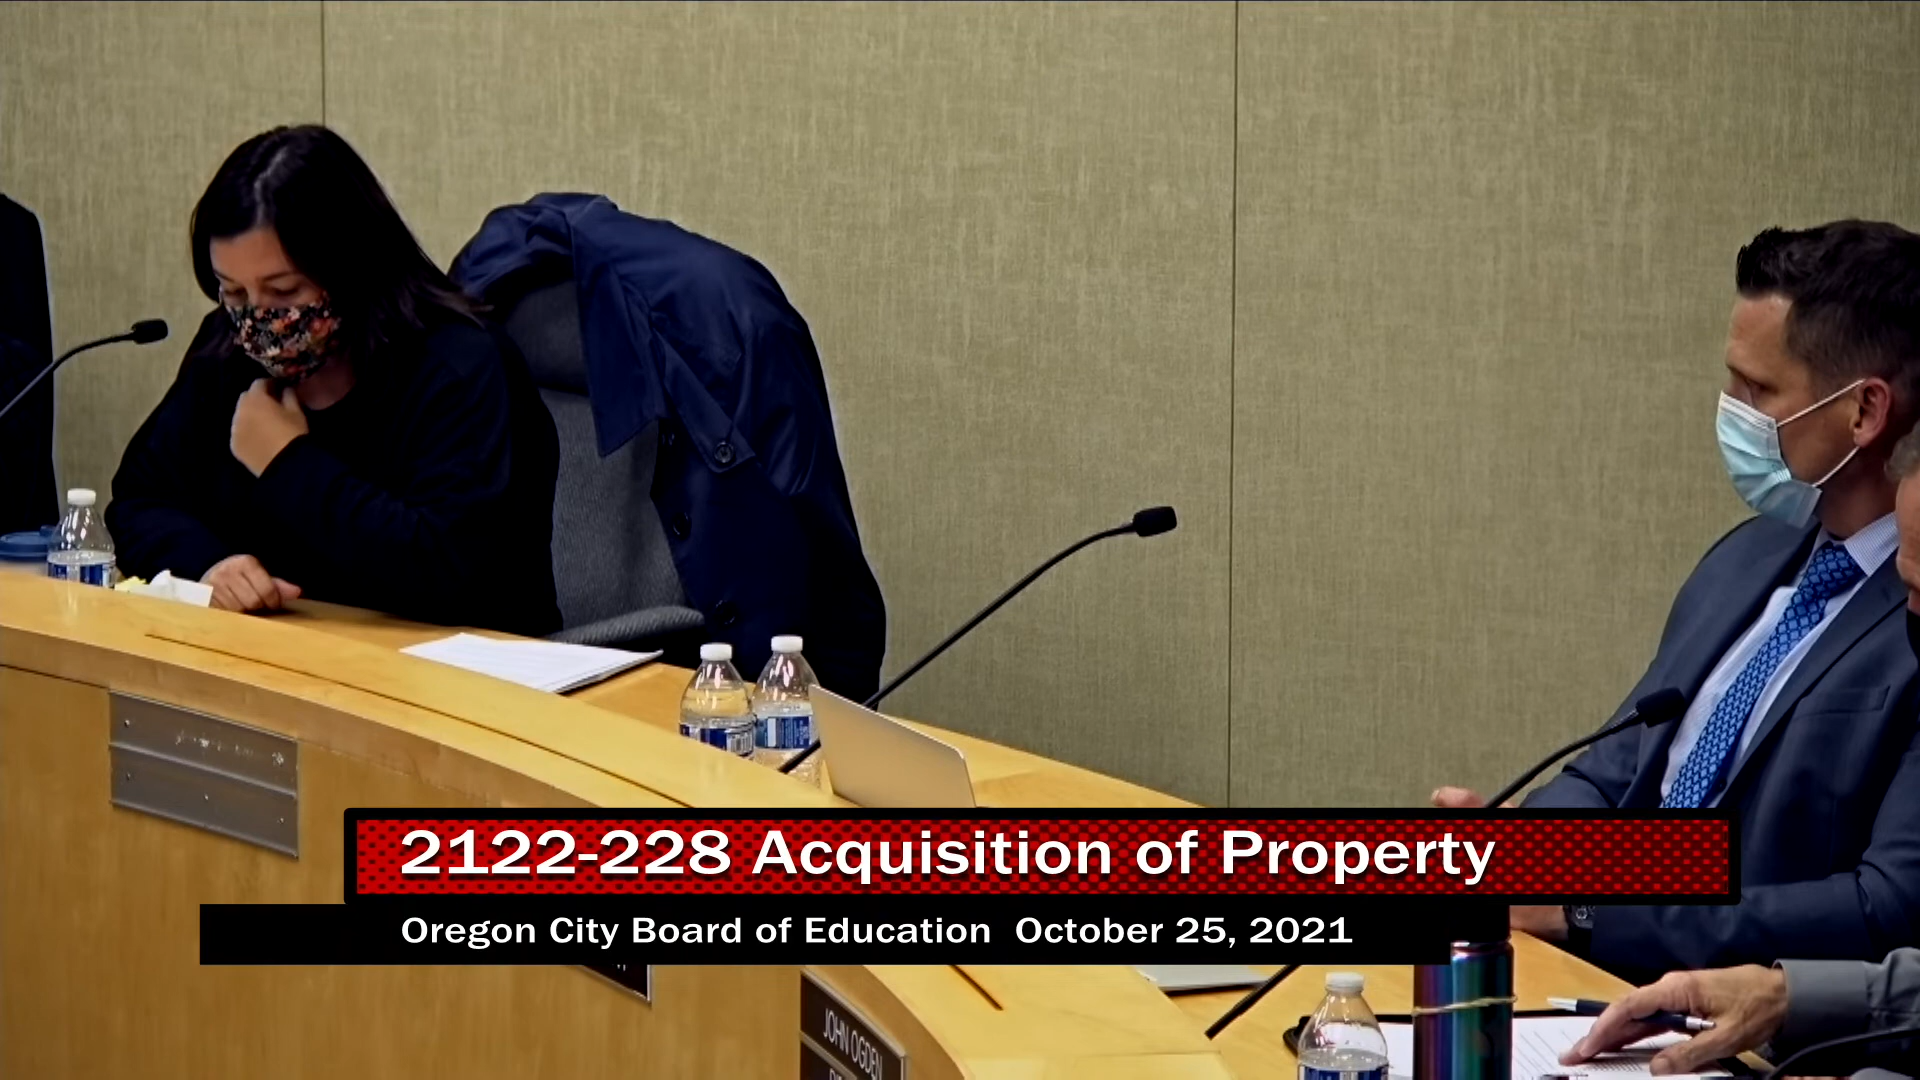 2122-228 Acquisition of Property
Oregon City Board of Education  October 25, 2021
JOHN OGDEN